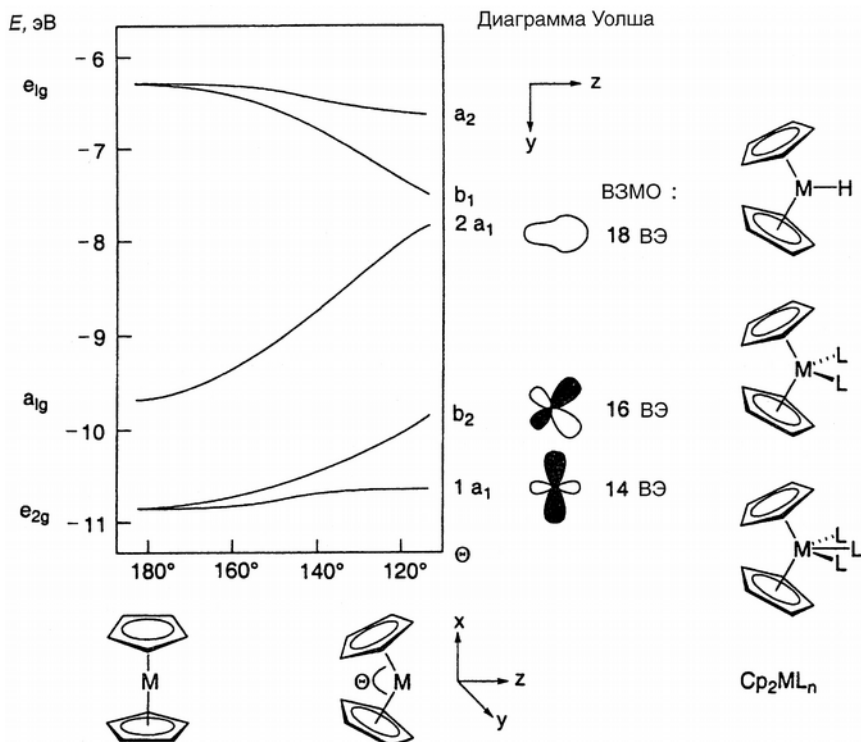 E, эВ
Диаграмма Уолша
− 6
e1g
a2
z
y
− 7
b1
ВЗМО :
M H
2 a1
− 8
18 ВЭ
− 9
M L
L
a1g
b2
16 ВЭ
− 10
1 a1
14 ВЭ
e2g
− 11
M L
L
L
Θ
180° 160° 140° 120°
x
M
Θ M
z
y
Cp2MLn